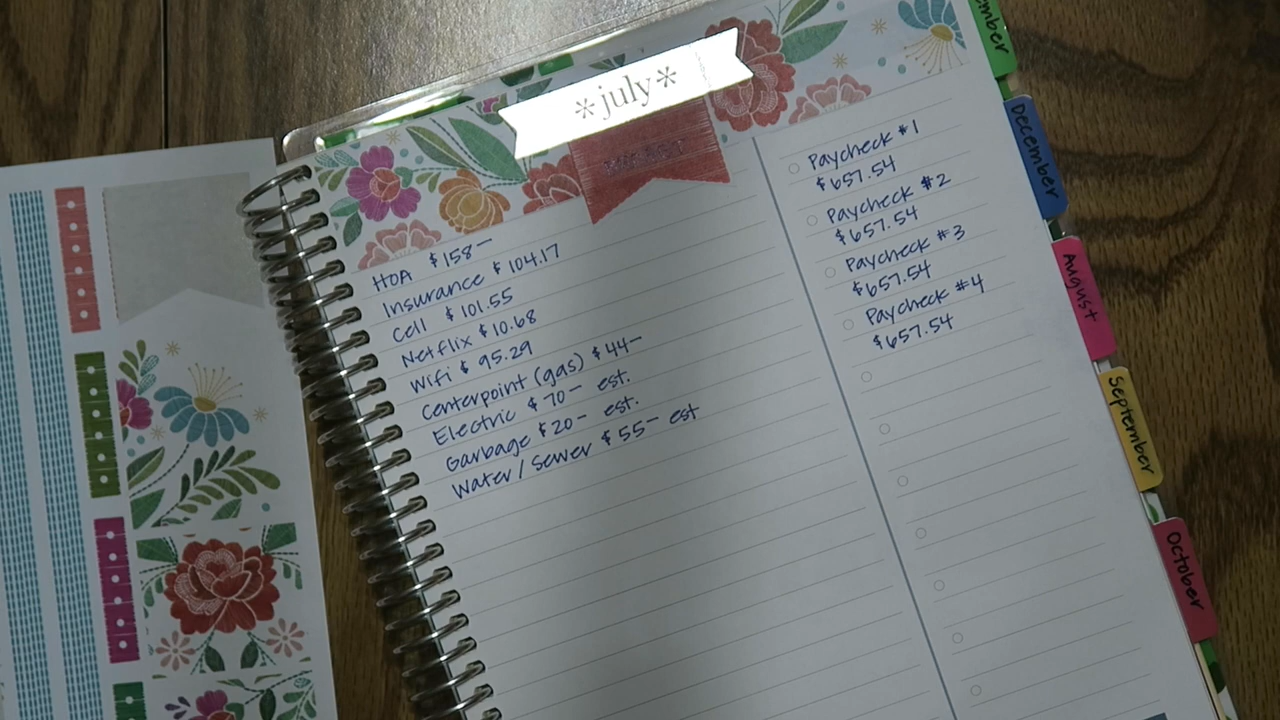 *july*
BUDGET
HOA $158—
Insurance $104.17
Cell $101.55
Netflix $10.68
Wifi $95.29
Centerpoint (gas) $44—
Electric $70— est.
Garbage $20— est.
Water/Sewer $55— est
Paycheck #1
$657.54
Paycheck #2
$657.54
Paycheck #3
$657.54
Paycheck #4
$657.54
ember
December
August
September
October